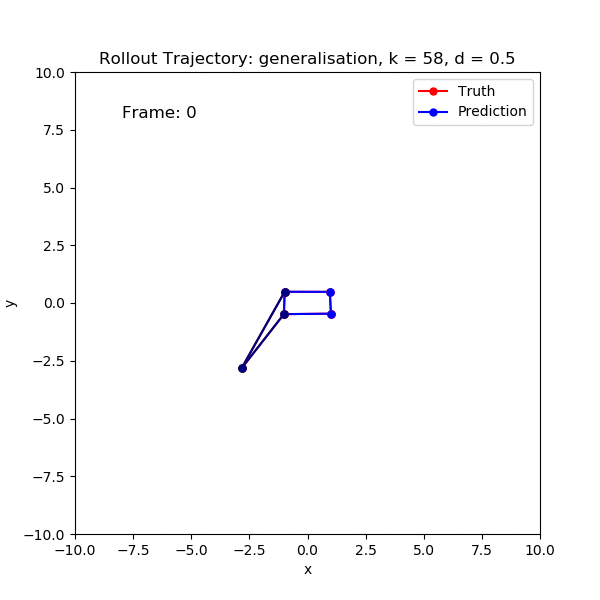 Rollout Trajectory: generalisation, k = 58, d = 0.5
10.0
Truth
Prediction
Frame: 0
7.5
5.0
2.5
0.0
y
−2.5
−5.0
−7.5
−10.0
−10.0 −7.5 −5.0 −2.5 0.0 2.5 5.0 7.5 10.0
x